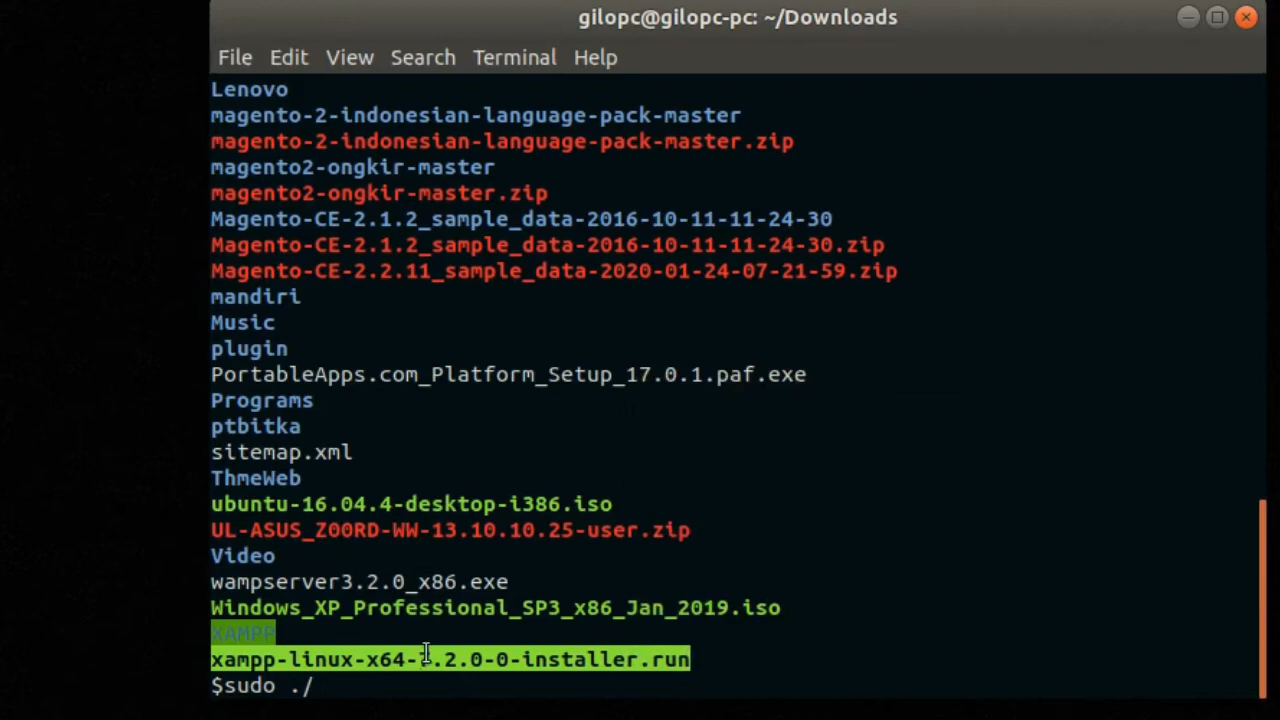 gilopc@gilopc-pc: ~/Downloads
File Edit View Search Terminal Help
Lenovo
magento-2-indonesian-language-pack-master
magento-2-indonesian-language-pack-master.zip
magento2-ongkir-master
magento2-ongkir-master.zip
Magento-CE-2.1.2_sample_data-2016-10-11-11-24-30
Magento-CE-2.1.2_sample_data-2016-10-11-11-24-30.zip
Magento-CE-2.2.11_sample_data-2020-01-24-07-21-59.zip
mandiri
Music
plugin
PortableApps.com_Platform_Setup_17.0.1.paf.exe
Programs
ptbitka
sitemap.xml
ThmeWeb
ubuntu-16.04.4-desktop-i386.iso
UL-ASUS_Z00RD-WW-13.10.10.25-user.zip
Video
wampserver3.2.0_x86.exe
Windows_XP_Professional_SP3_x86_Jan_2019.iso
XAMPP
xampp-linux-x64-7.2.0-0-installer.run
$sudo ./